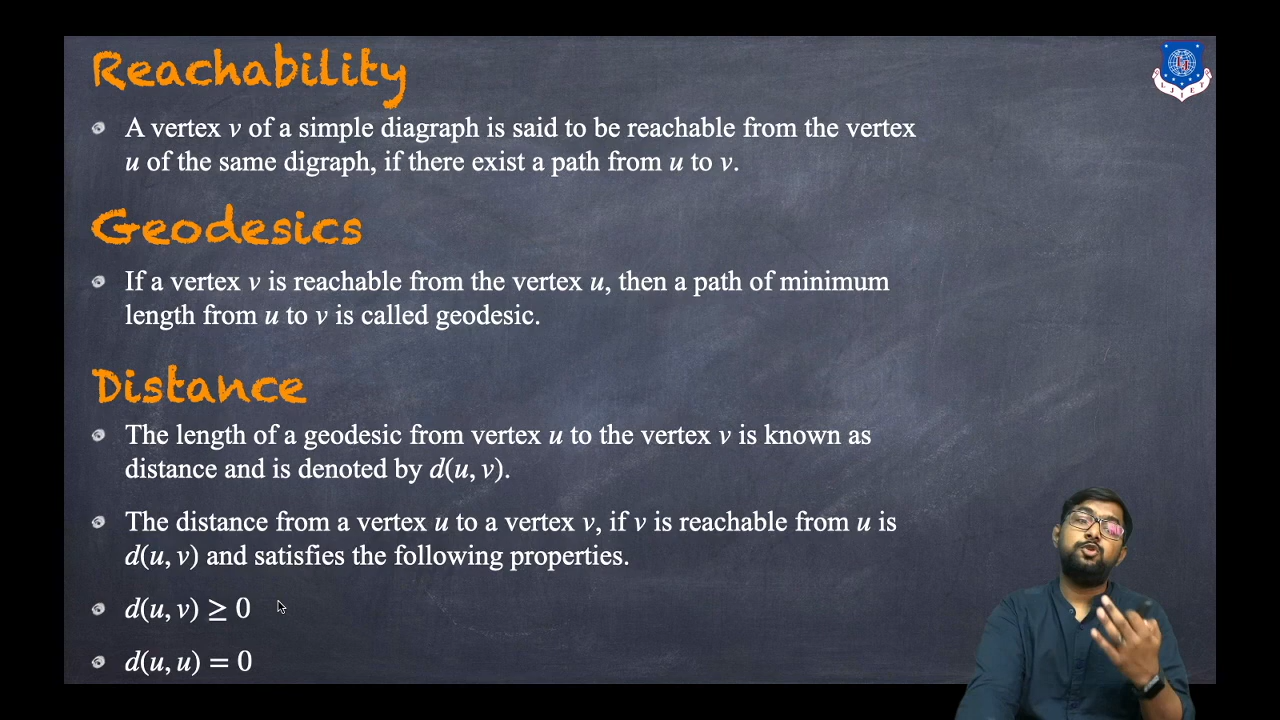 Reachability
A vertex v of a simple diagraph is said to be reachable from the vertex
u of the same digraph, if there exist a path from u to v.
Geodesics
If a vertex v is reachable from the vertex u, then a path of minimum
length from u to v is called geodesic.
Distance
The length of a geodesic from vertex u to the vertex v is known as
distance and is denoted by d(u, v).
The distance from a vertex u to a vertex v, if v is reachable from u is
d(u, v) and satisfies the following properties.
d(u, v) ≥ 0
d(u, u) = 0